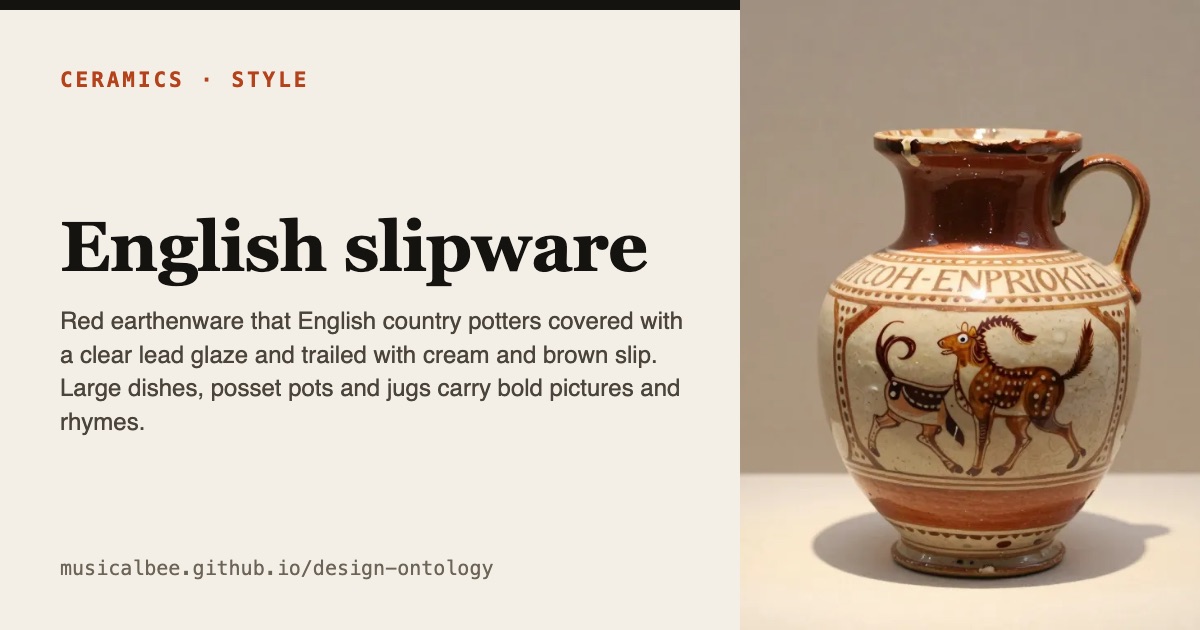 CERAMICS · STYLE
English slipware
Red earthenware that English country potters covered with
a clear lead glaze and trailed with cream and brown slip.
Large dishes, posset pots and jugs carry bold pictures and
rhymes.
musicalbee.github.io/design-ontology